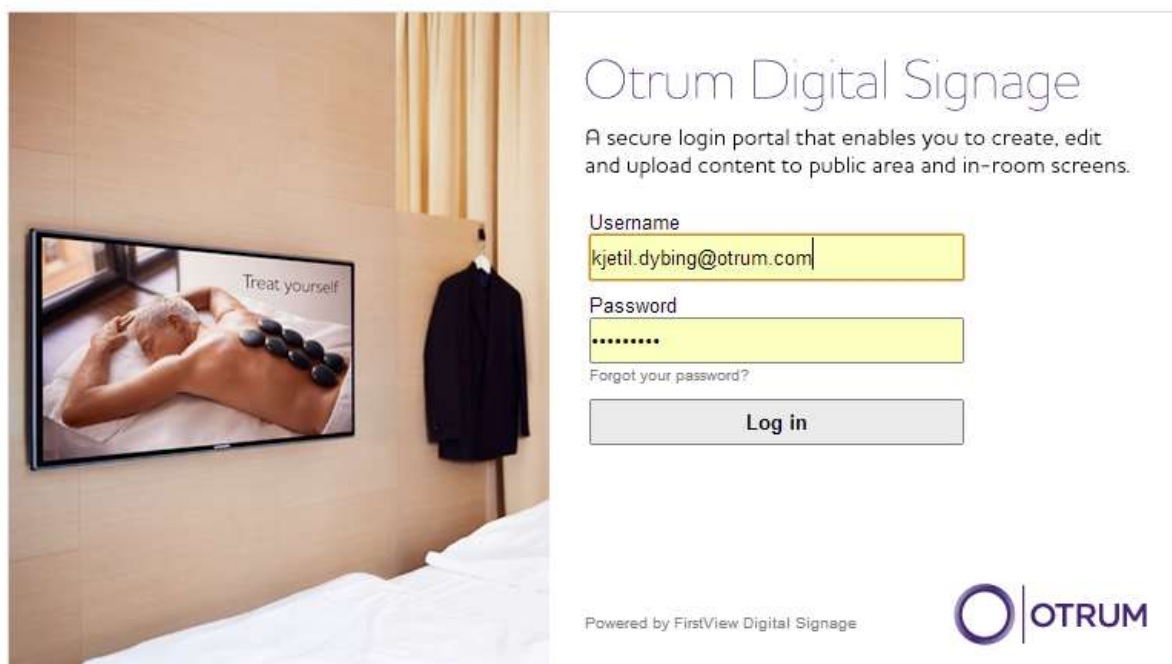 Otrum Digital Signage
A secure login portal that enables you to create, edit
and upload content to public area and in-room screens.
Treat yourself
Username
kjetil.dybing@otrum.com
Password
•••••••••
Forgot your password?
Log in
Powered by FirstView Digital Signage
OTRUM